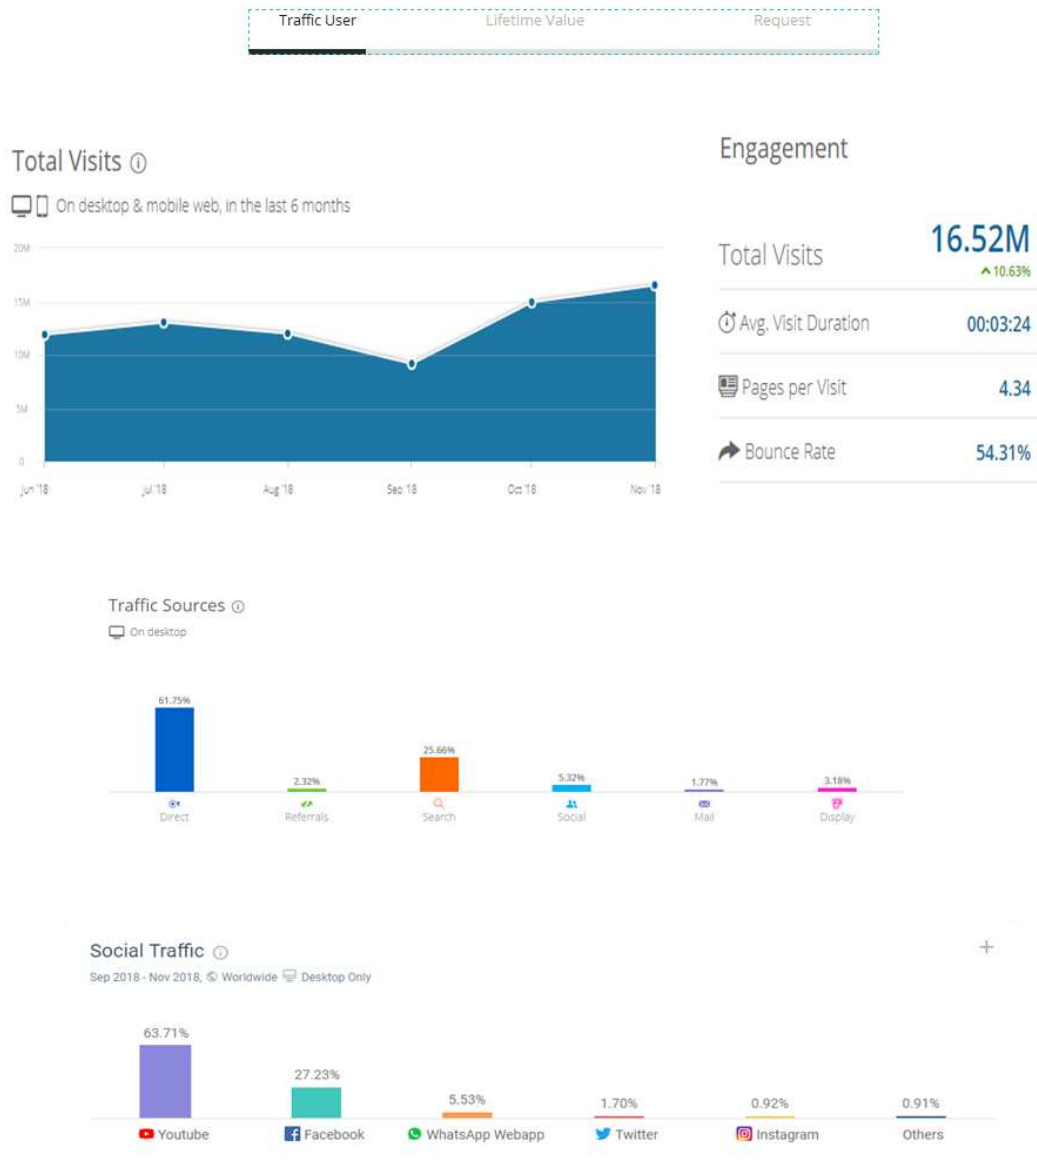 Traffic User Lifetime Value Request
Total Visits
On desktop & mobile web, in the last 6 months
20M
15M
10M
5M
0
Jun '18 Jul '18 Aug '18 Sep '18 Oct '18 Nov '18
Engagement
Total Visits 16.52M
10.63%
Avg. Visit Duration 00:03:24
Pages per Visit 4.34
Bounce Rate 54.31%
Traffic Sources
On desktop
61.75% 2.32% 25.66% 5.32% 1.77% 3.18%
Direct Referrals Search Social Mail Display
Social Traffic
Sep 2018 - Nov 2018, Worldwide Desktop Only
63.71% 27.23% 5.53% 1.70% 0.92% 0.91%
Youtube Facebook WhatsApp Webapp Twitter Instagram Others